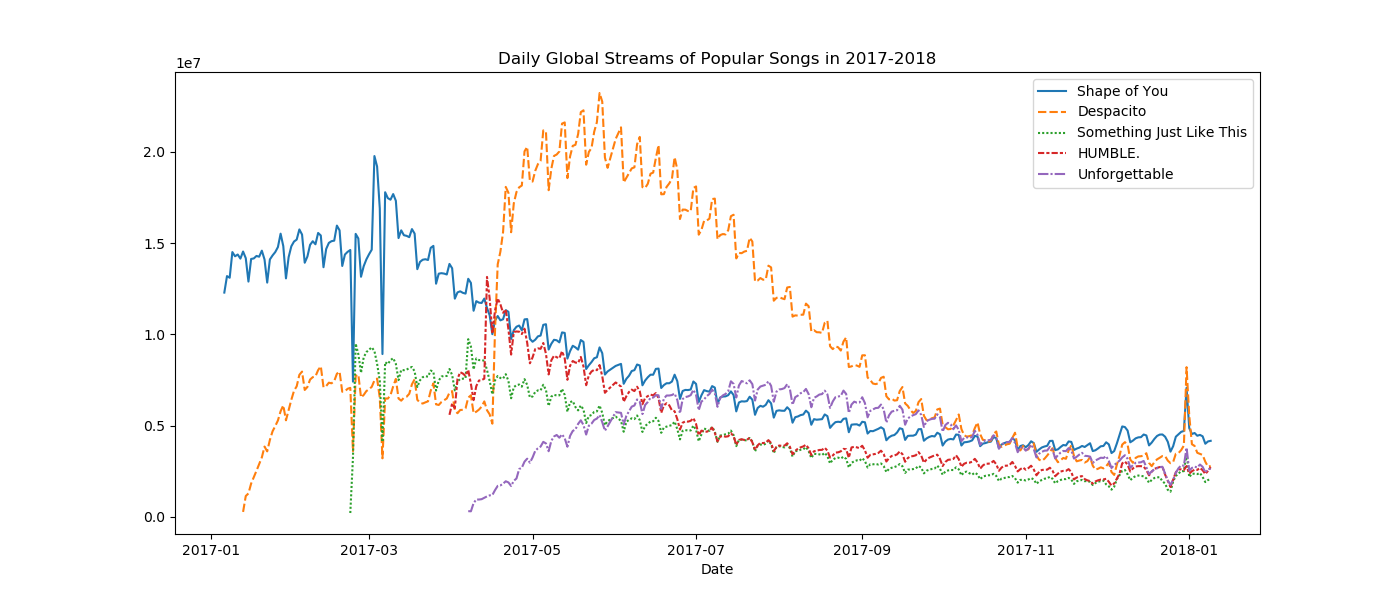 Daily Global Streams of Popular Songs in 2017-2018
1e7
Shape of You
Despacito
Something Just Like This
HUMBLE.
Unforgettable
2.0
1.5
1.0
0.5
0.0
2017-01 2017-03 2017-05 2017-07 2017-09 2017-11 2018-01
Date